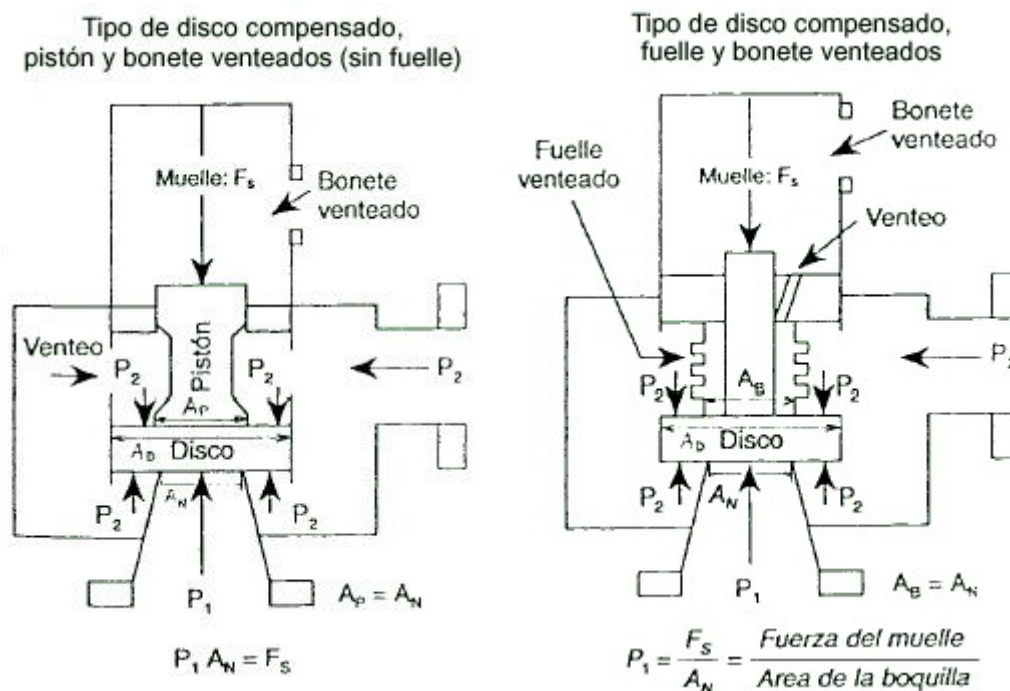 Tipo de disco compensado,
pistón y bonete venteados (sin fuelle)
Muelle: Fs
Bonete
venteado
Venteo
Pistón
P2
P2
P2
AP
AD
Disco
AN
P2
P2
P1
AP = AN
P1 AN = FS
Tipo de disco compensado,
fuelle y bonete venteados
Bonete
venteado
Fuelle
venteado
Muelle: Fs
Venteo
P2
AB
P2
P2
AD
Disco
AN
P2
P2
P1
AB = AN
P1 = FS / AN = Fuerza del muelle / Area de la boquilla